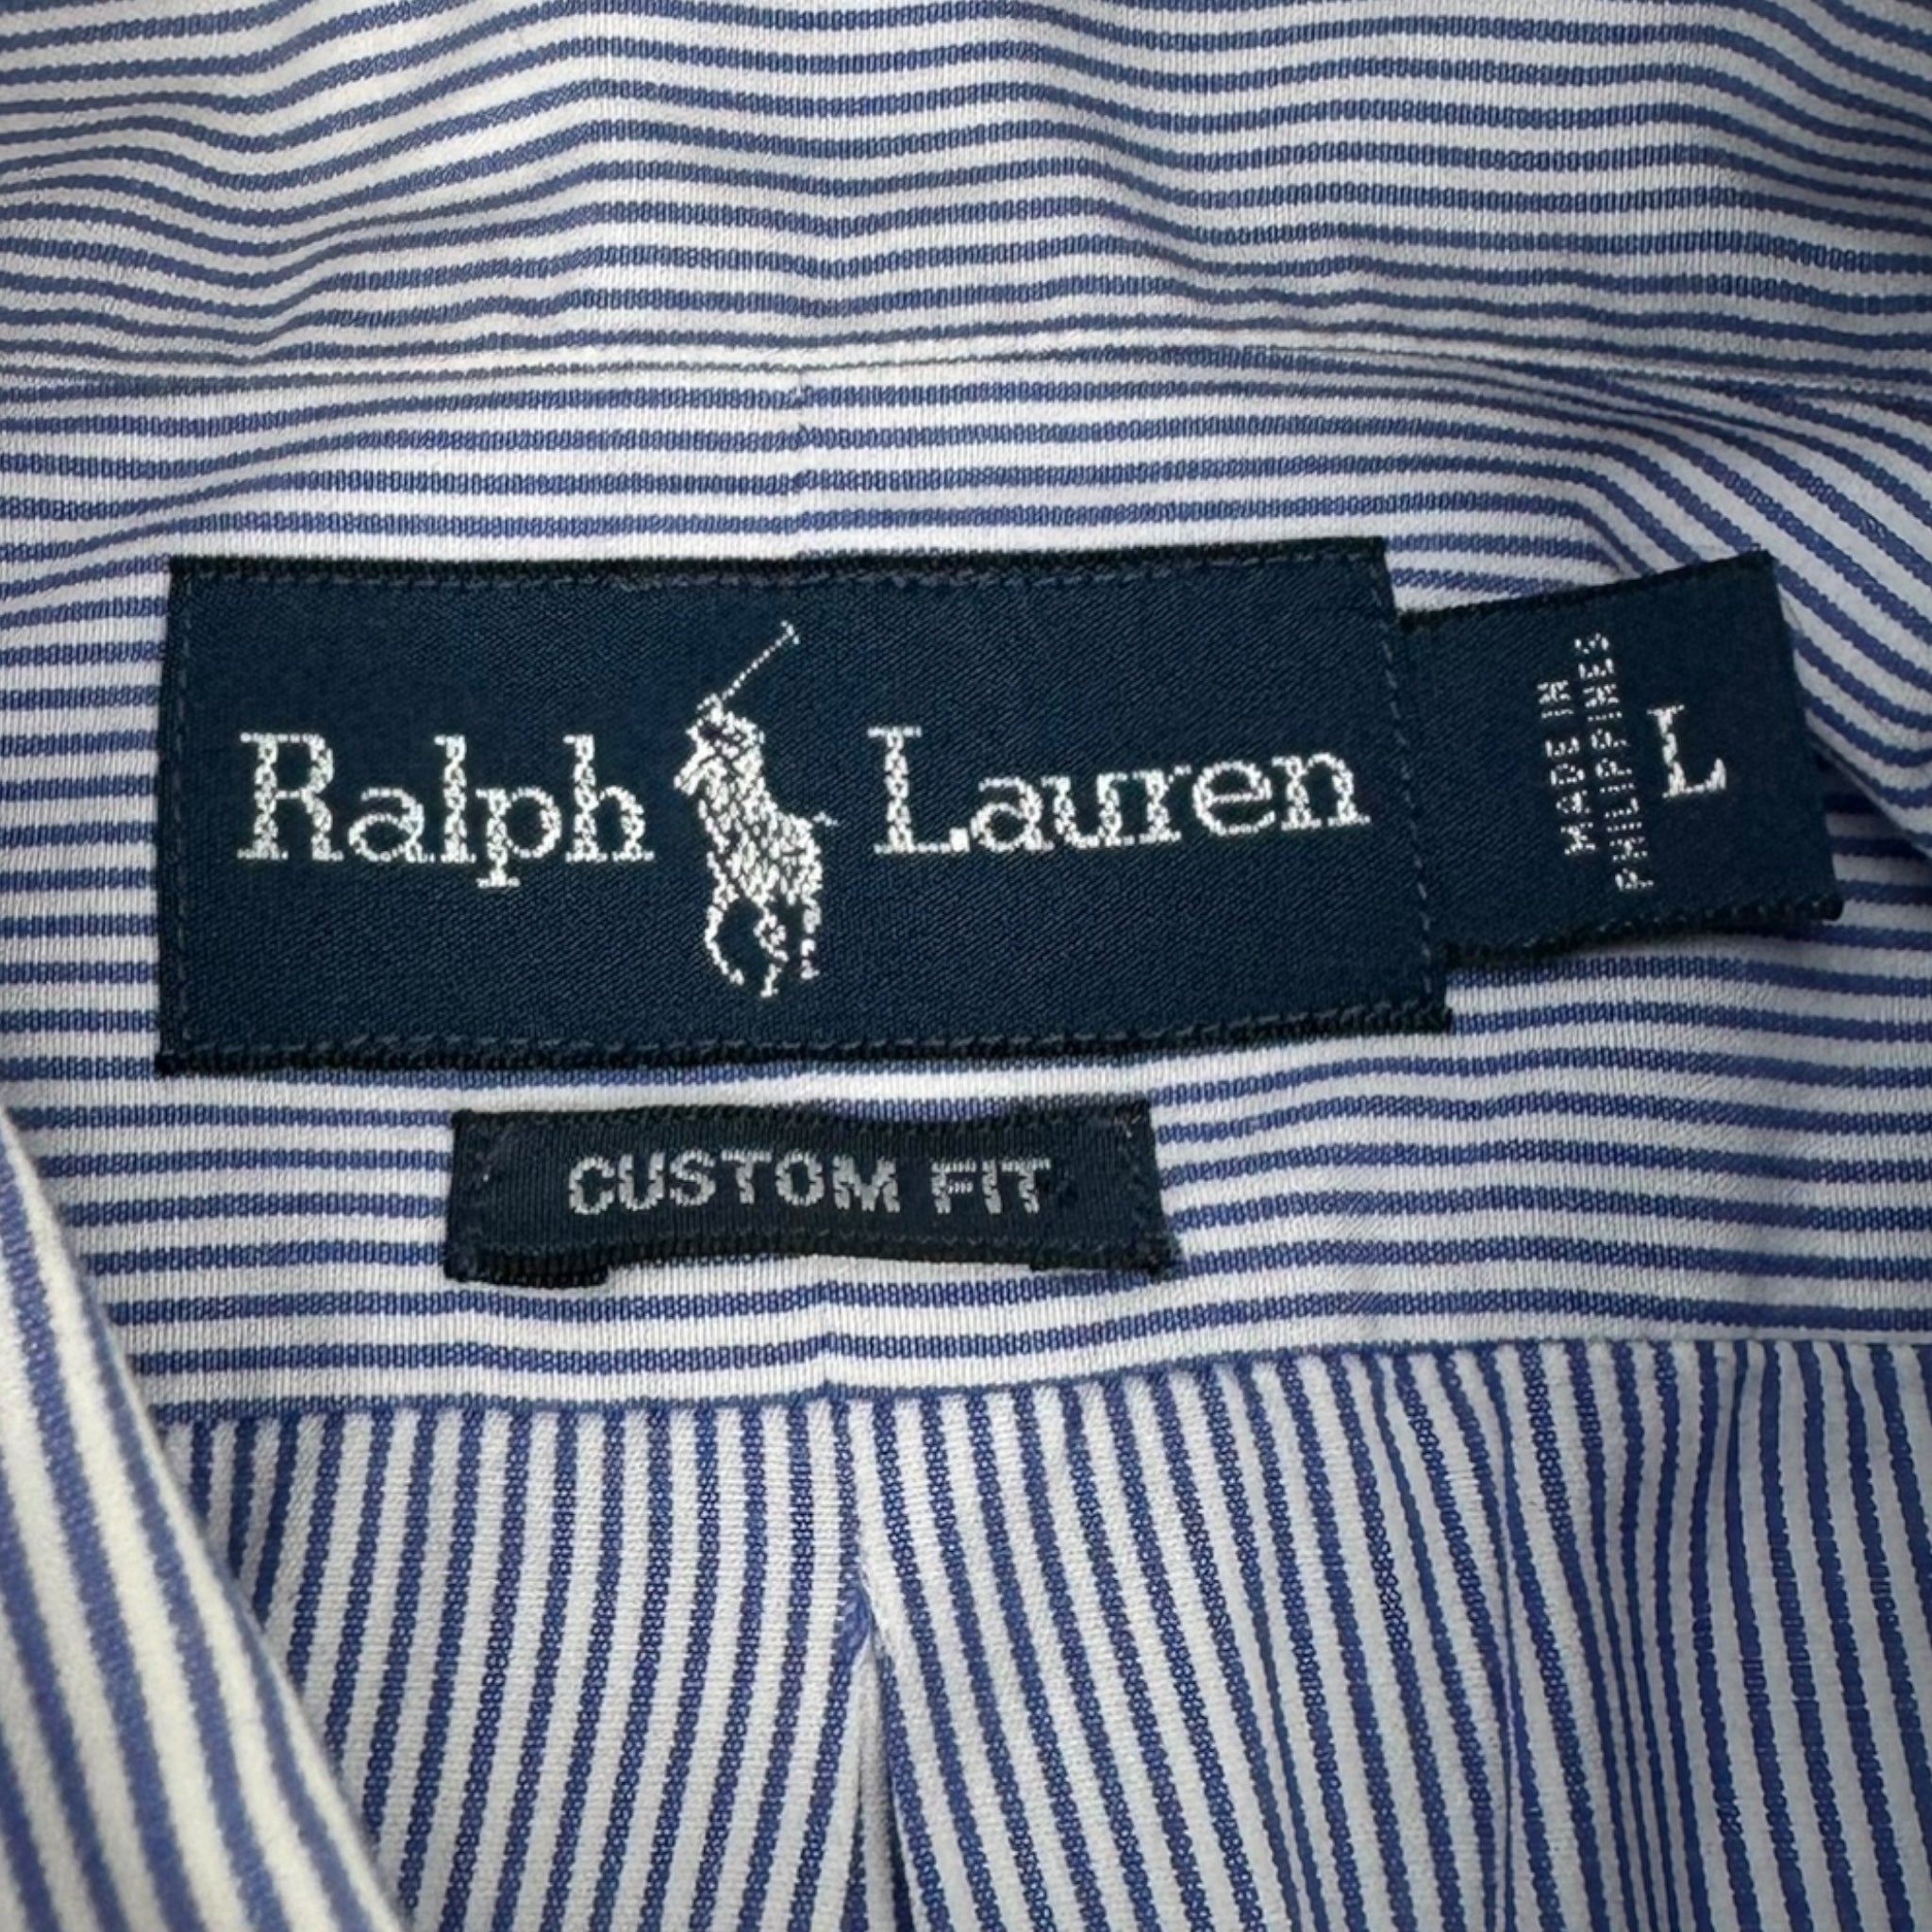 Ralph Lauren
MADE IN
PHILIPPINES
L
CUSTOM FIT